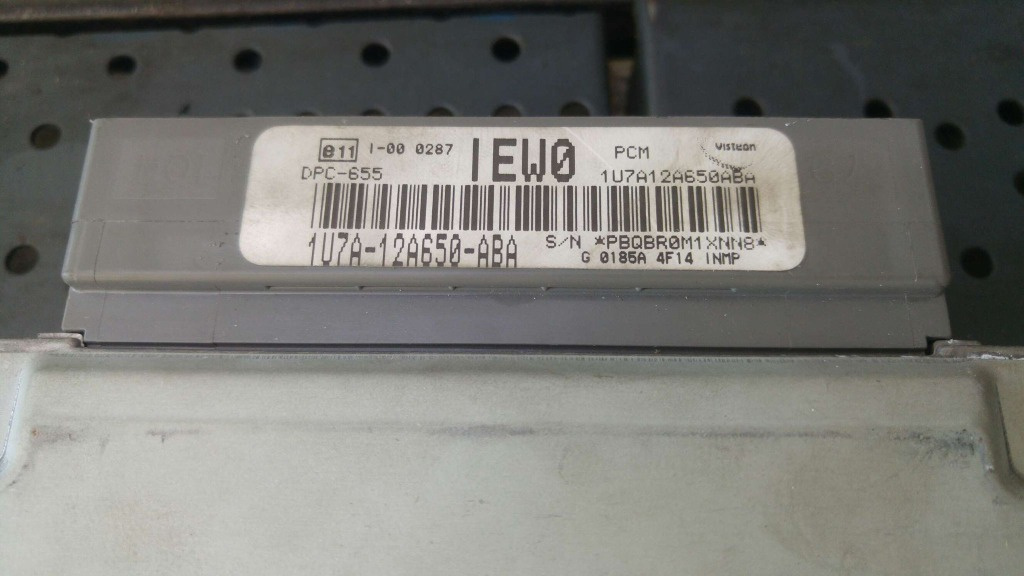 e11 I-00 0287 IEW0 PCM Visteon
DPC-655 1U7A12A650ABA
1U7A-12A650-ABA S/N *PBQBR0M1XNN8*
G 0185A 4F14 INMP